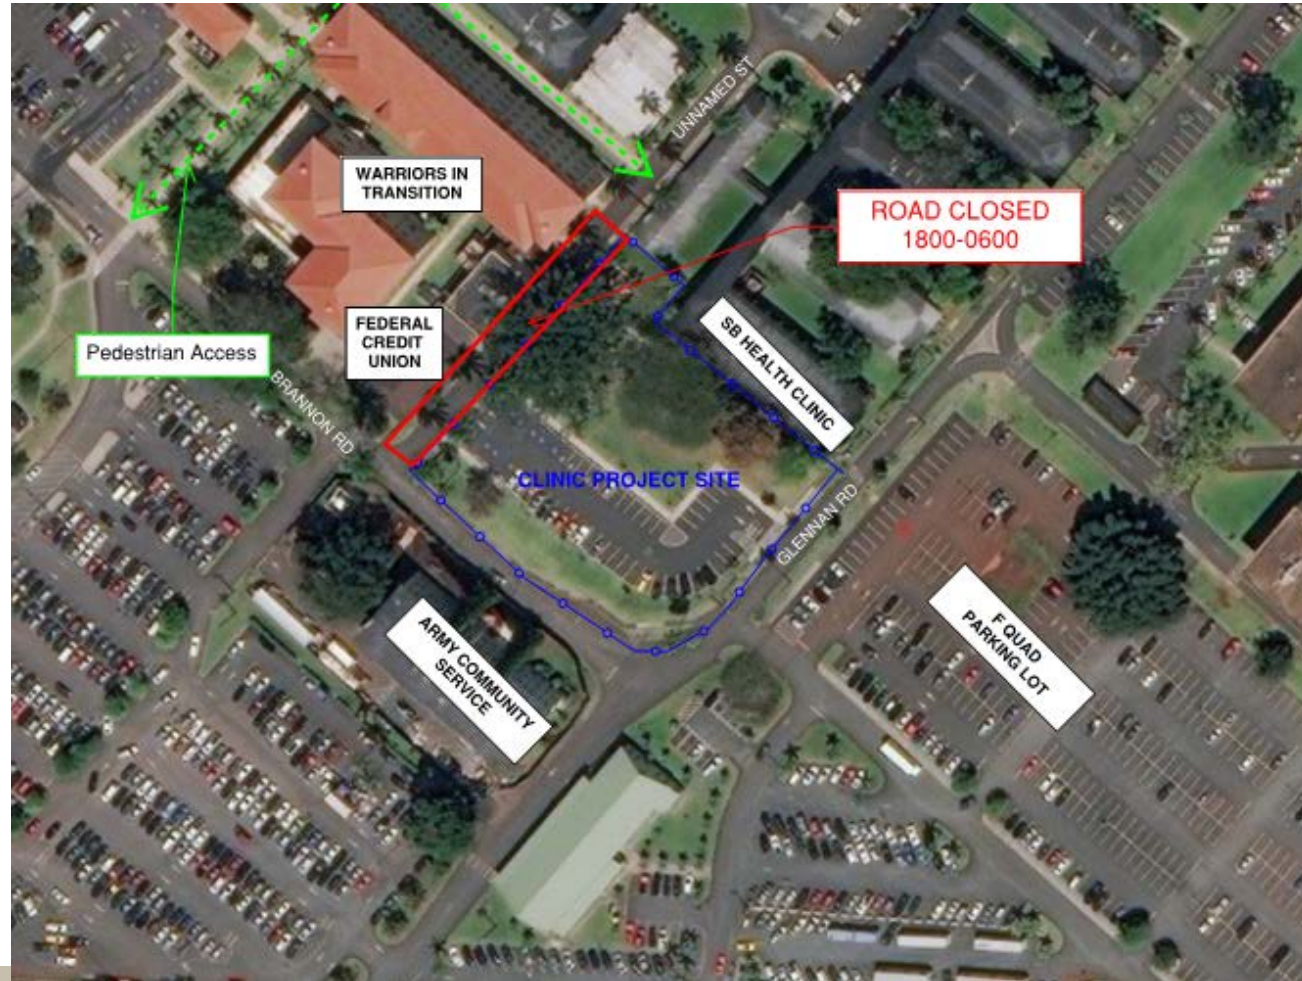 UNNAMED ST
WARRIORS IN
TRANSITION
ROAD CLOSED
1800-0600
FEDERAL
CREDIT
UNION
Pedestrian Access
SB HEALTH CLINIC
BRANNON RD
CLINIC PROJECT SITE
GLENNAN RD
F QUAD
PARKING LOT
ARMY COMMUNITY
SERVICE